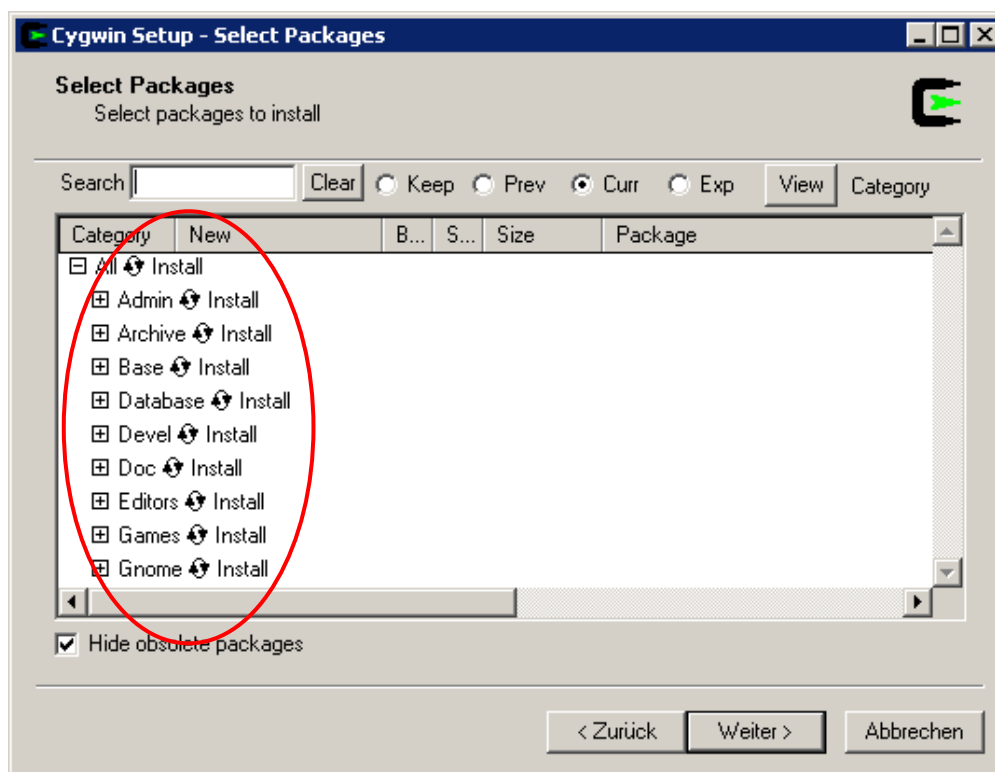 Cygwin Setup - Select Packages
Select Packages
Select packages to install
Search Clear Keep Prev Curr Exp View Category
Category New B... S... Size Package
All Install
Admin Install
Archive Install
Base Install
Database Install
Devel Install
Doc Install
Editors Install
Games Install
Gnome Install
Hide obsolete packages
< Zurück Weiter > Abbrechen